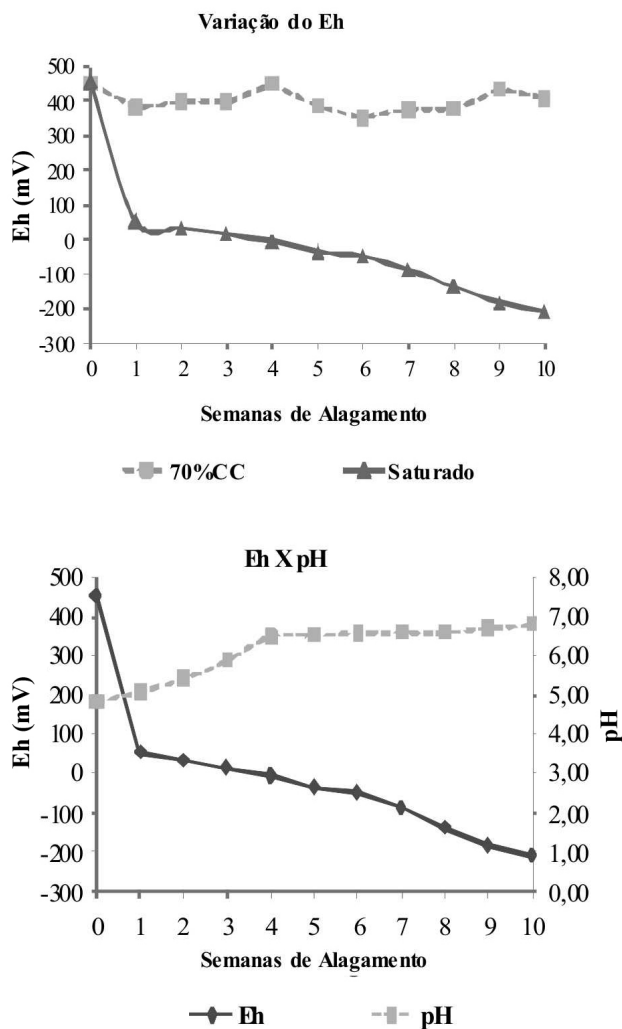 Variação do Eh
500
400
300
200
100
0
-100
-200
-300
Eh (mV)
0 1 2 3 4 5 6 7 8 9 10
Semanas de Alagamento
70%CC Saturado
Eh X pH
500
400
300
200
100
0
-100
-200
-300
Eh (mV)
8,00
7,00
6,00
5,00
4,00
3,00
2,00
1,00
0,00
pH
0 1 2 3 4 5 6 7 8 9 10
Semanas de Alagamento
Eh pH